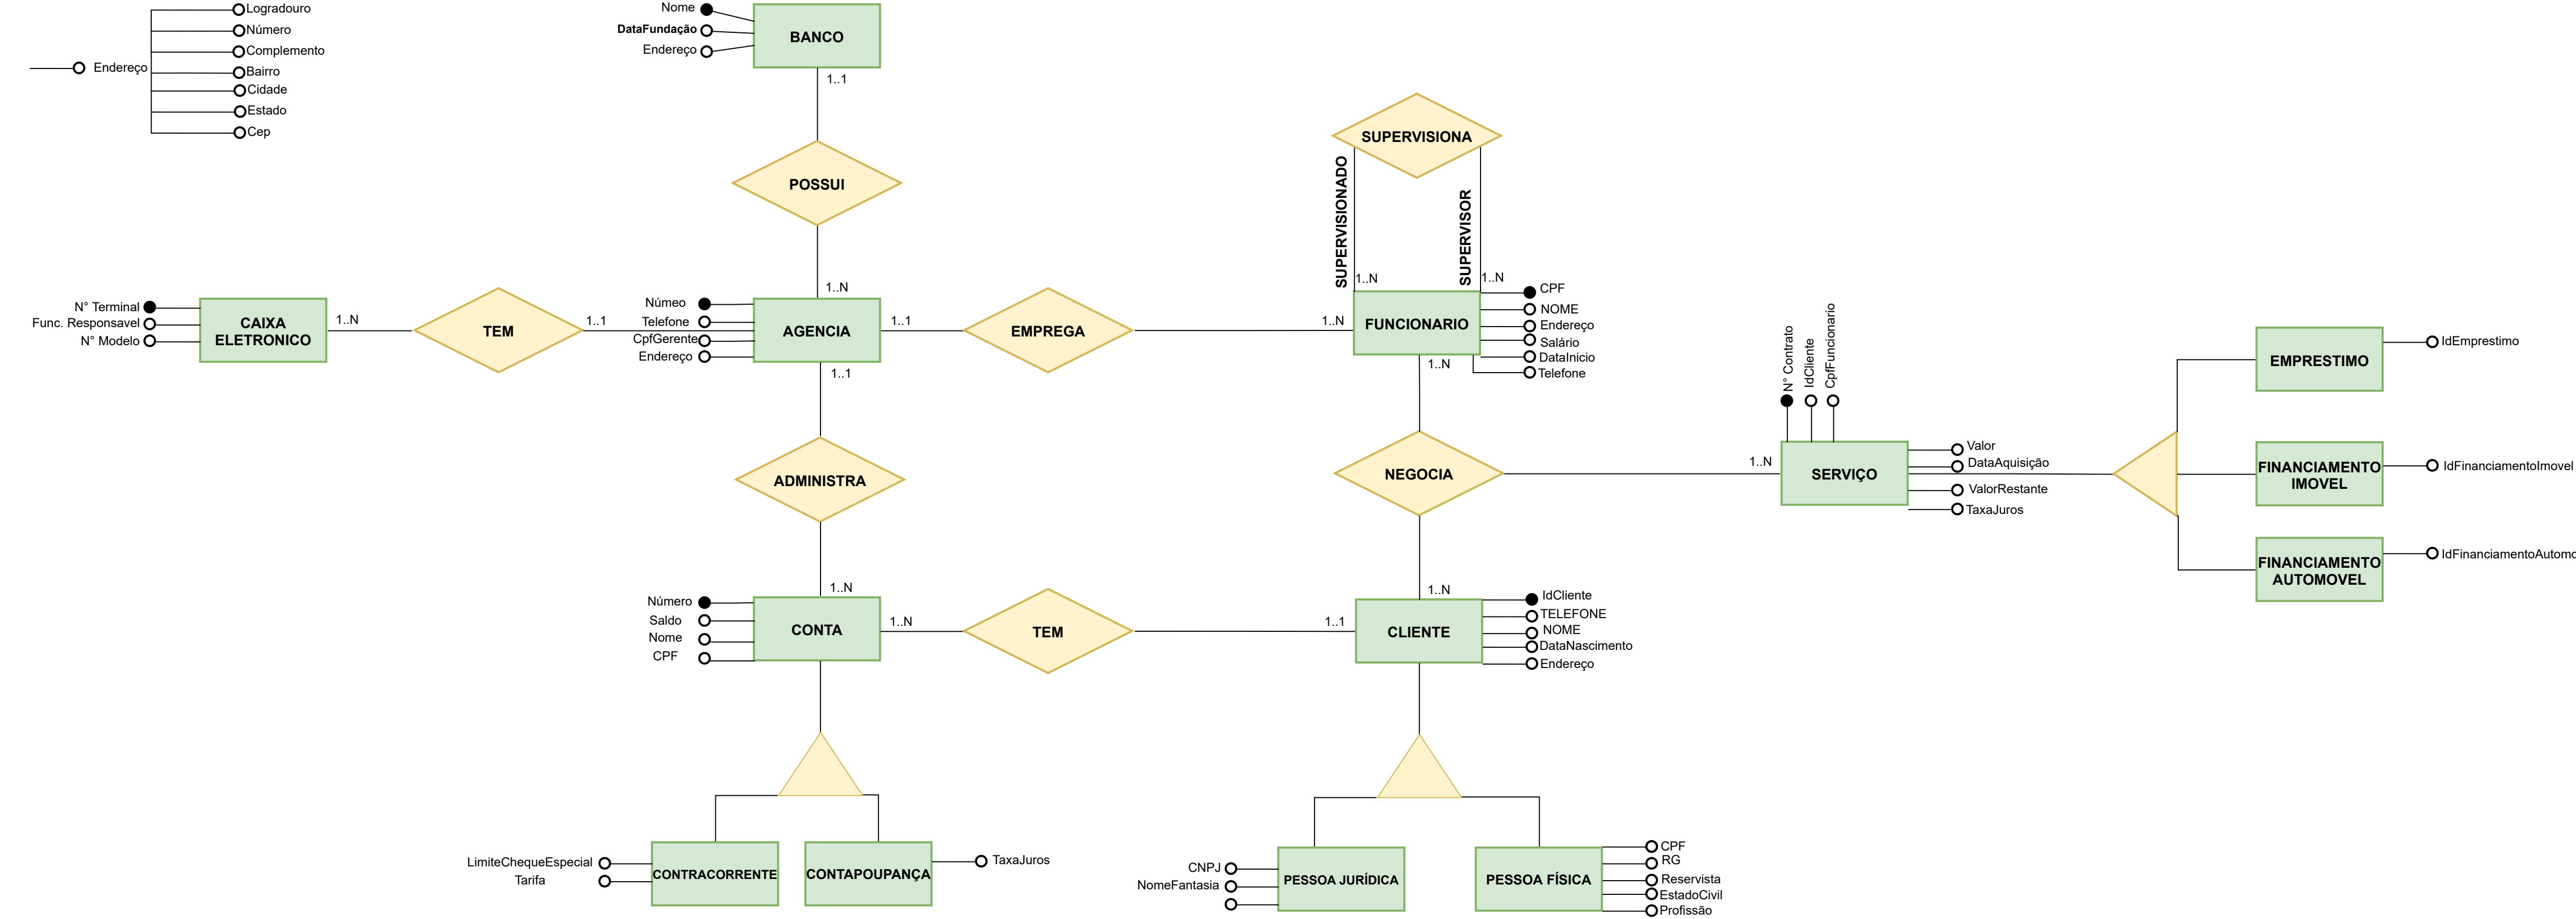 Logradouro
Número
Complemento
Endereço
Bairro
Cidade
Estado
Cep
Nome
DataFundação
Endereço
BANCO
1..1
POSSUI
1..N
SUPERVISIONA
SUPERVISIONADO
SUPERVISOR
1..N
1..N
N° Terminal
Func. Responsavel
N° Modelo
CAIXA
ELETRONICO
1..N
TEM
1..1
Númeo
Telefone
CpfGerente
Endereço
AGENCIA
1..1
1..1
EMPREGA
1..N
FUNCIONARIO
CPF
NOME
Endereço
Salário
DataInicio
Telefone
1..N
ADMINISTRA
1..N
NEGOCIA
1..N
1..N
N° Contrato
IdCliente
CpfFuncionario
SERVIÇO
Valor
DataAquisição
ValorRestante
TaxaJuros
EMPRESTIMO
IdEmprestimo
FINANCIAMENTO
IMOVEL
IdFinanciamentoImovel
FINANCIAMENTO
AUTOMOVEL
IdFinanciamentoAutomo
Número
Saldo
Nome
CPF
CONTA
1..N
TEM
1..1
CLIENTE
IdCliente
TELEFONE
NOME
DataNascimento
Endereço
LimiteChequeEspecial
Tarifa
CONTRACORRENTE
CONTAPOUPANÇA
TaxaJuros
CNPJ
NomeFantasia
PESSOA JURÍDICA
PESSOA FÍSICA
CPF
RG
Reservista
EstadoCivil
Profissão